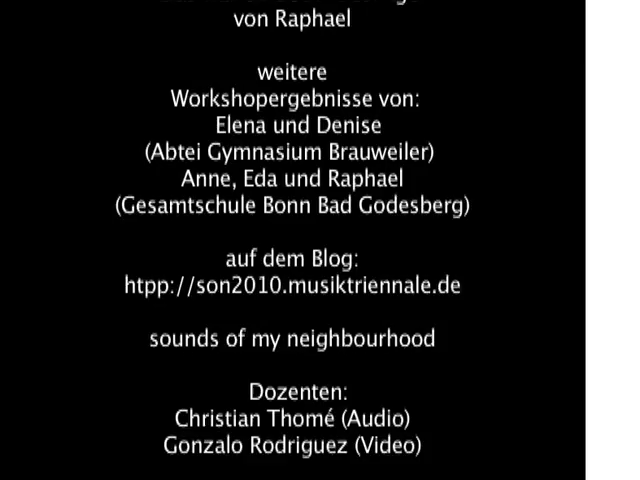 von Raphael
weitere
Workshopergebnisse von:
Elena und Denise
(Abtei Gymnasium Brauweiler)
Anne, Eda und Raphael
(Gesamtschule Bonn Bad Godesberg)
auf dem Blog:
htpp://son2010.musiktriennale.de
sounds of my neighbourhood
Dozenten:
Christian Thomé (Audio)
Gonzalo Rodriguez (Video)